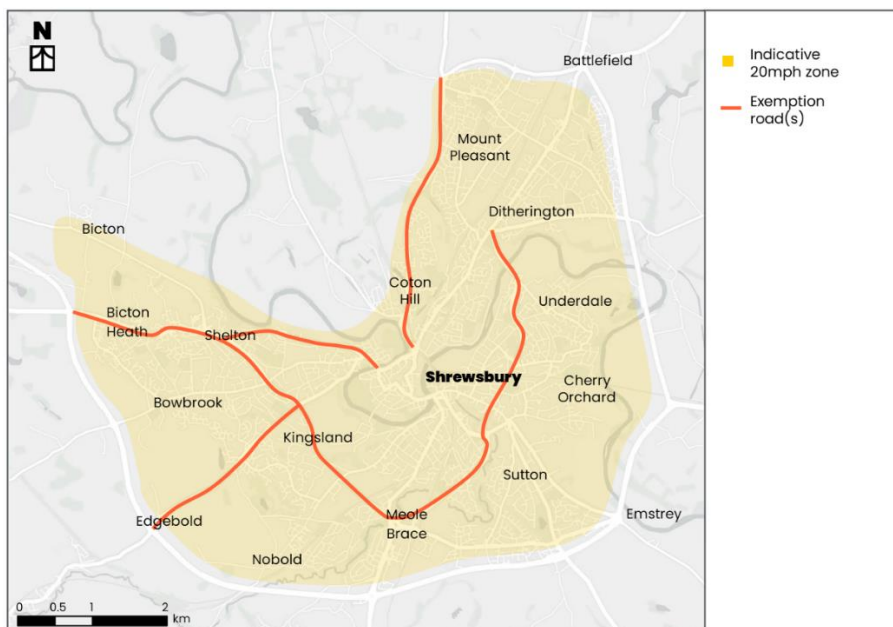 N
Battlefield
Indicative
20mph zone
Exemption
road(s)
Mount
Pleasant
Ditherington
Bicton
Coton
Hill
Underdale
Bicton
Heath
Shelton
Shrewsbury
Cherry
Orchard
Bowbrook
Kingsland
Sutton
Edgebold
Meole
Brace
Emstrey
Nobold
0 0.5 1 2
km